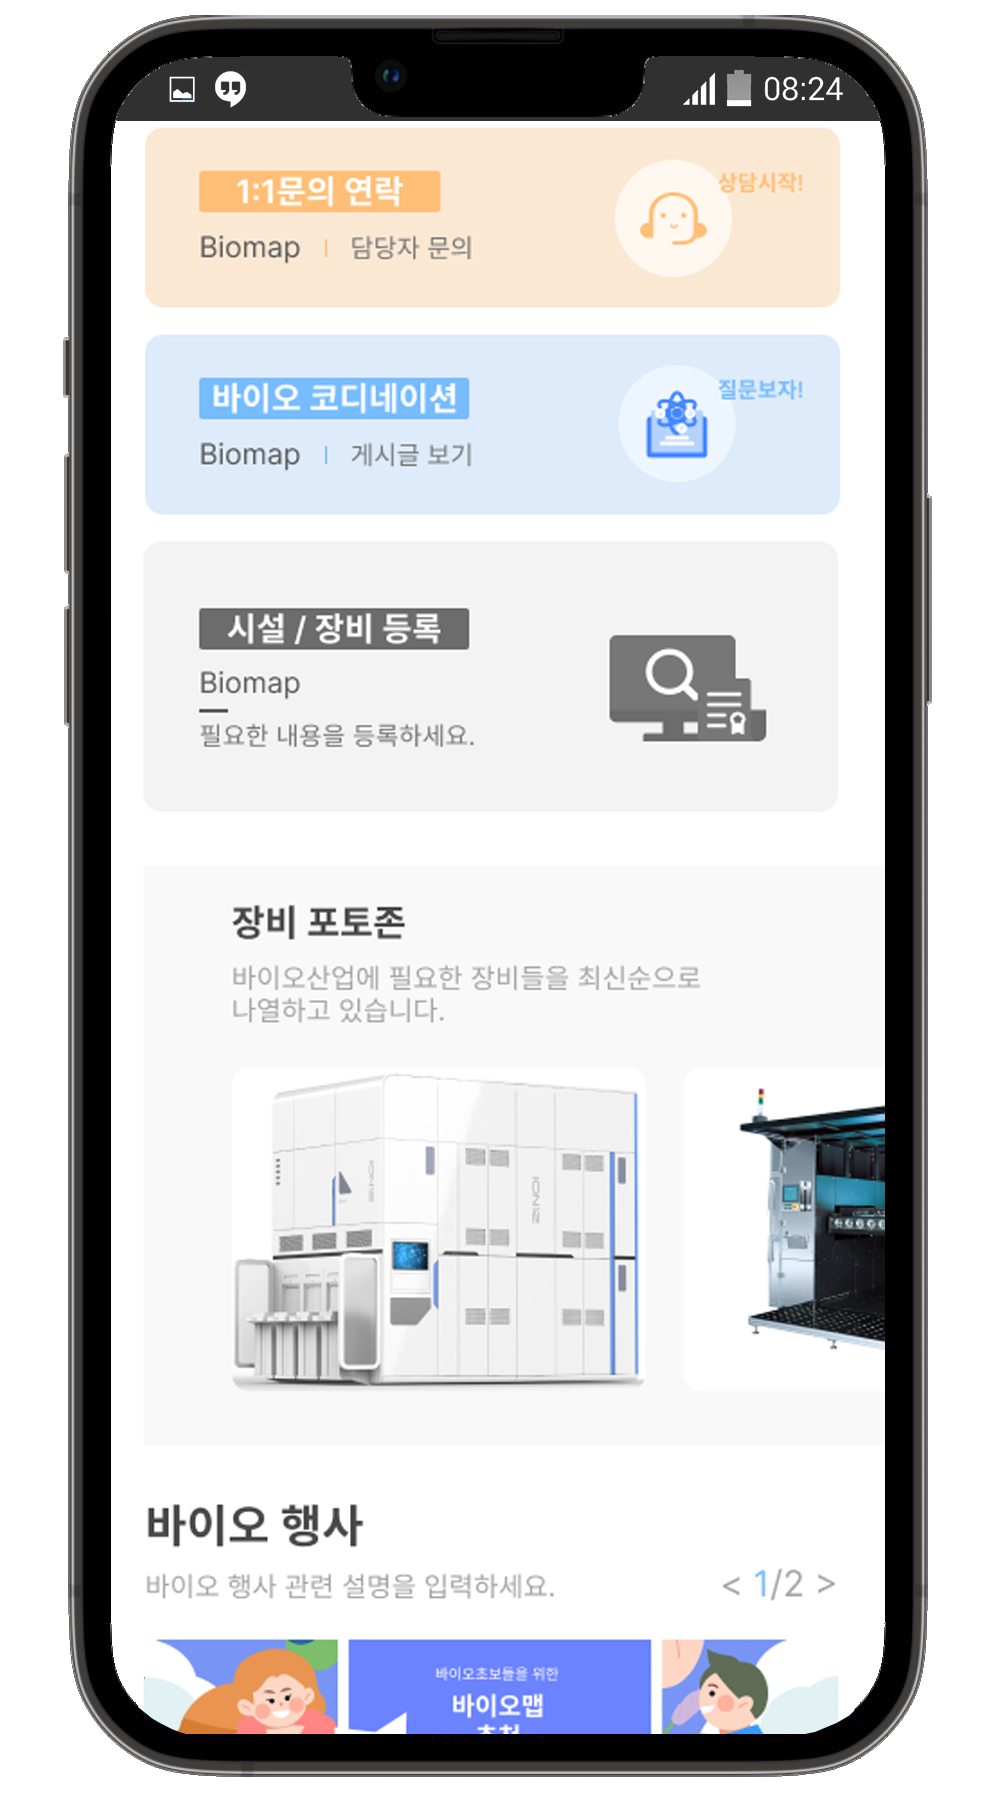 08:24
1:1문의 연락
상담시작!
Biomap | 담당자 문의
바이오 코디네이션
질문보자!
Biomap | 게시글 보기
시설 / 장비 등록
Biomap
필요한 내용을 등록하세요.
장비 포토존
바이오산업에 필요한 장비들을 최신순으로
나열하고 있습니다.
바이오 행사
바이오 행사 관련 설명을 입력하세요.
< 1/2 >
바이오초보들을 위한
바이오맵